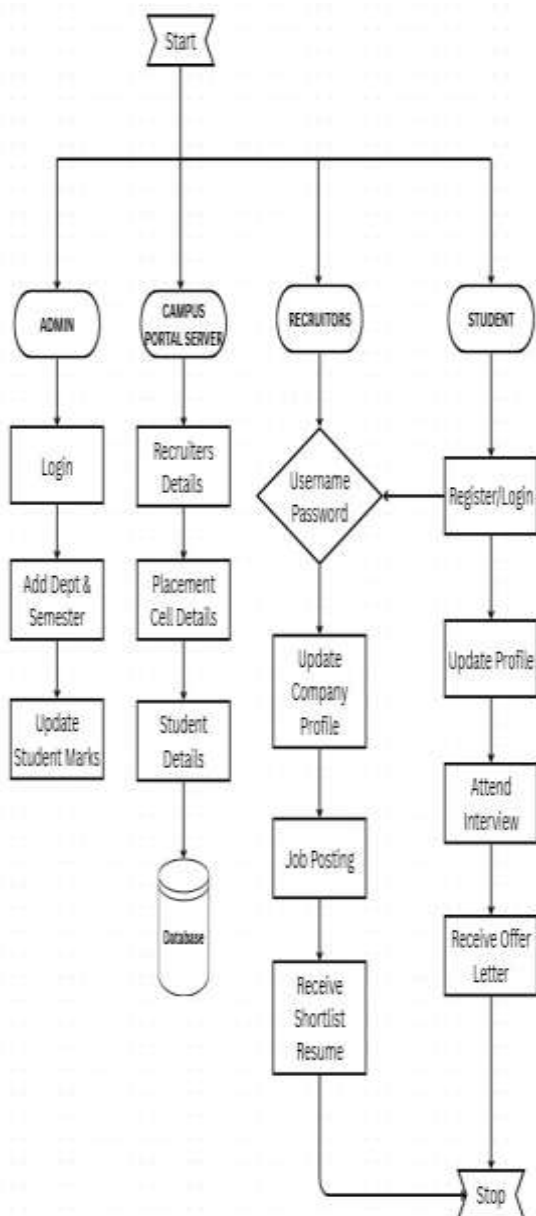 Start
ADMIN
CAMPUS
PORTAL SERVER
RECRUITORS
STUDENT
Login
Recruiters
Details
Username
Password
Register/Login
Add Dept &
Semester
Placement
Cell Details
Update
Company
Profile
Update Profile
Update
Student Marks
Student
Details
Attend
Interview
Job Posting
Database
Receive Offer
Letter
Receive
Shortlist
Resume
Stop